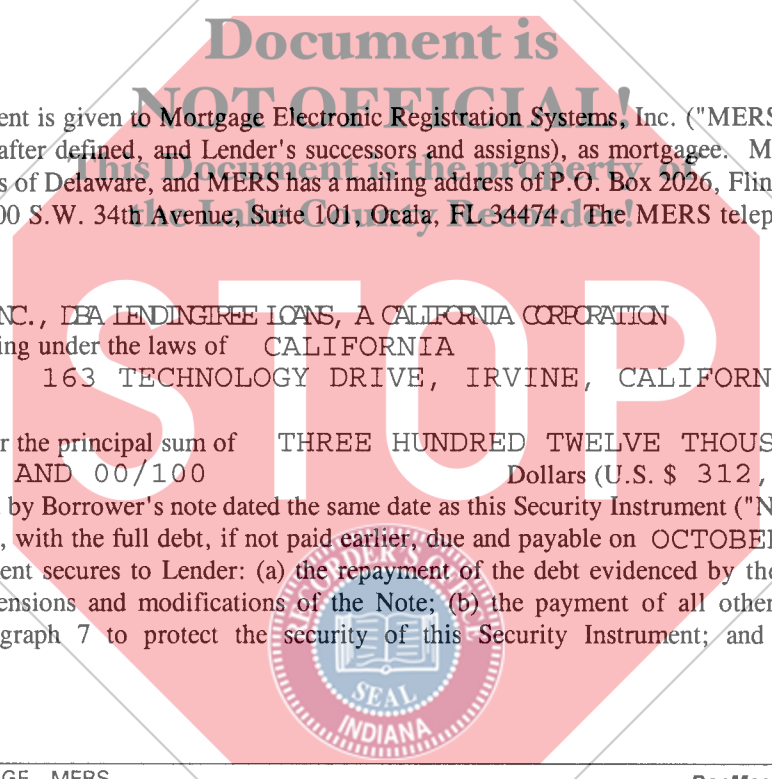 Document is
NOT OFFICIAL!
ent is given to Mortgage Electronic Registration Systems, Inc. ("MERS
after defined, and Lender's successors and assigns), as mortgagee. M
This Document is the property of
s of Delaware, and MERS has a mailing address of P.O. Box 2026, Flin
the Lake County Recorder!
00 S.W. 34th Avenue, Suite 101, Ocala, FL 34474. The MERS telep
STOP
NC., DBA LENDINGTREE LOANS, A CALIFORNIA CORPORATION
ing under the laws of CALIFORNIA
163 TECHNOLOGY DRIVE, IRVINE, CALIFORN
r the principal sum of THREE HUNDRED TWELVE THOUS
AND 00/100 Dollars (U.S. $ 312,
by Borrower's note dated the same date as this Security Instrument ("N
, with the full debt, if not paid earlier, due and payable on OCTOBER
ent secures to Lender: (a) the repayment of the debt evidenced by the
ensions and modifications of the Note; (b) the payment of all other
graph 7 to protect the security of this Security Instrument; and
RECORDER'S OFFICE
SEAL
INDIANA
GE - MERS